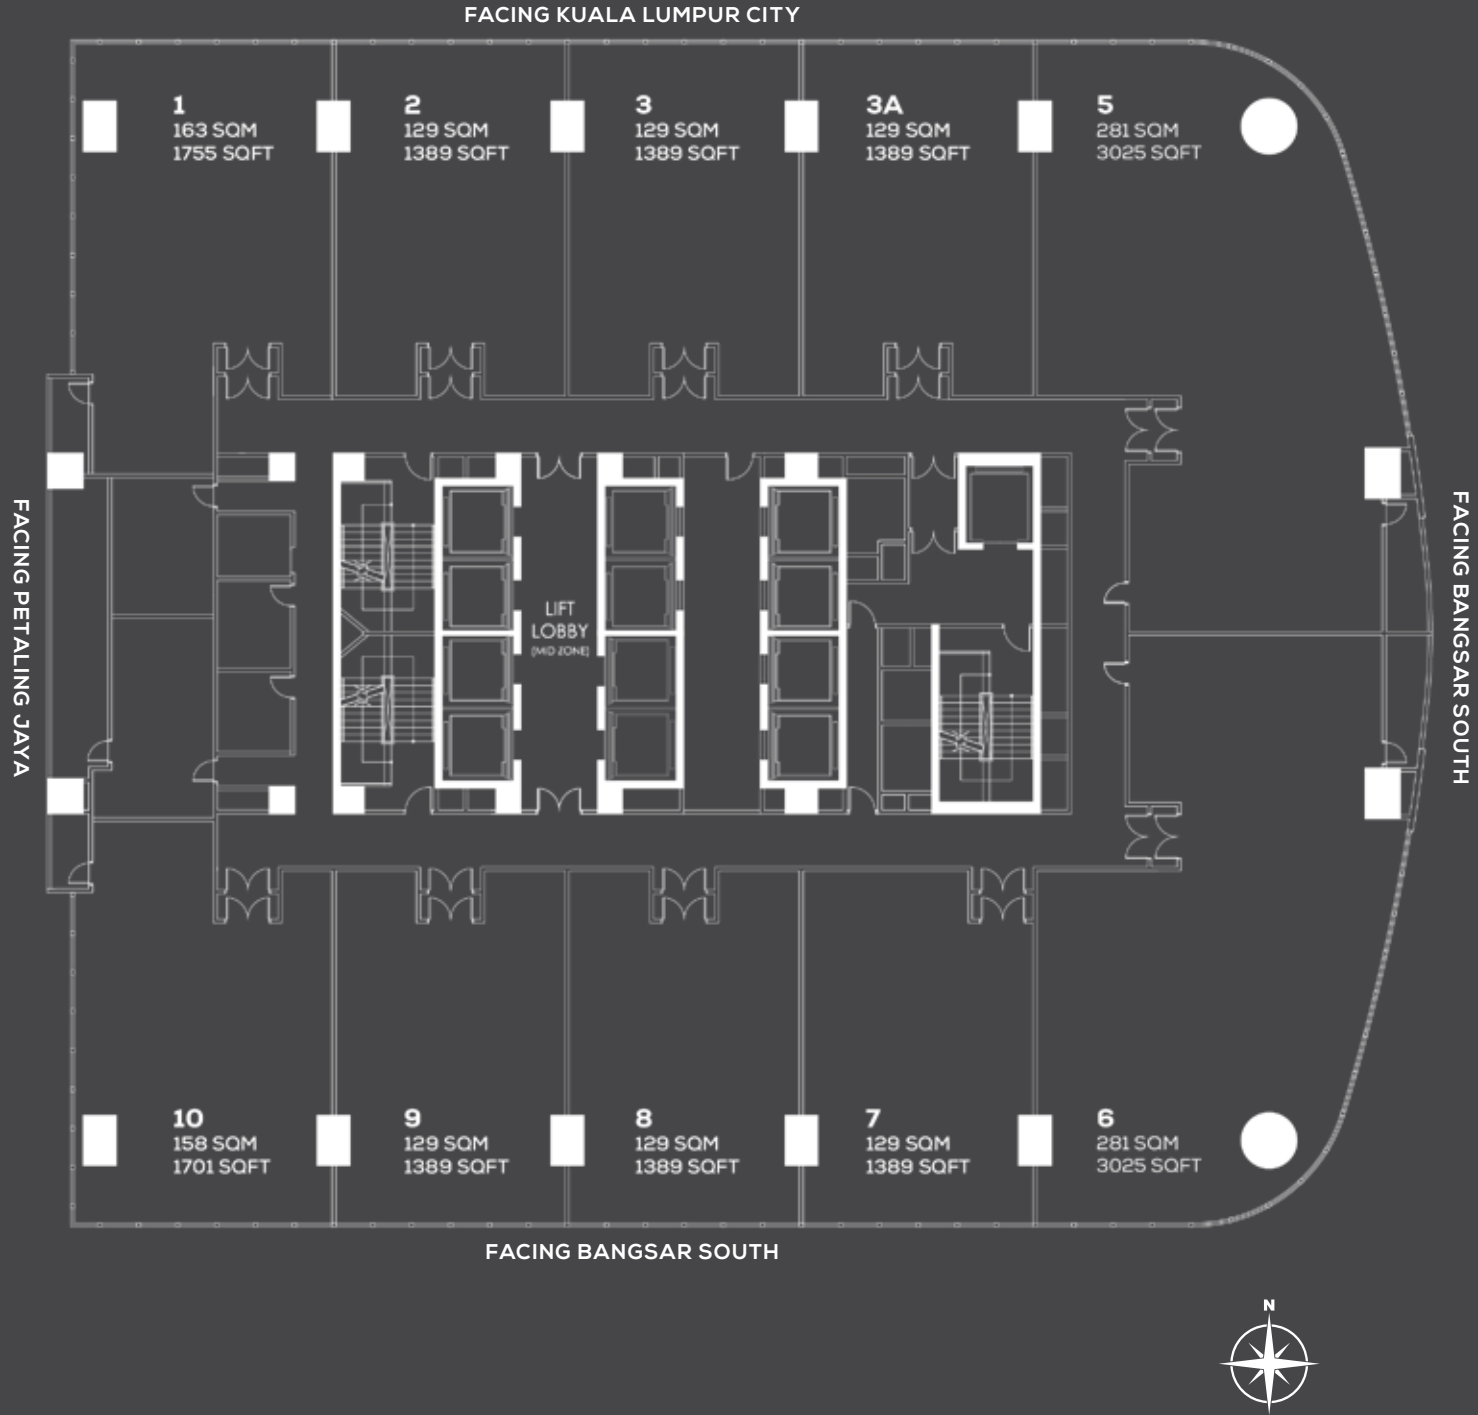 FACING KUALA LUMPUR CITY
1
163 SQM
1755 SQFT
2
129 SQM
1389 SQFT
3
129 SQM
1389 SQFT
3A
129 SQM
1389 SQFT
5
281 SQM
3025 SQFT
FACING PETALING JAYA
LIFT
LOBBY
(MID ZONE)
FACING BANGSAR SOUTH
10
158 SQM
1701 SQFT
9
129 SQM
1389 SQFT
8
129 SQM
1389 SQFT
7
129 SQM
1389 SQFT
6
281 SQM
3025 SQFT
FACING BANGSAR SOUTH
N